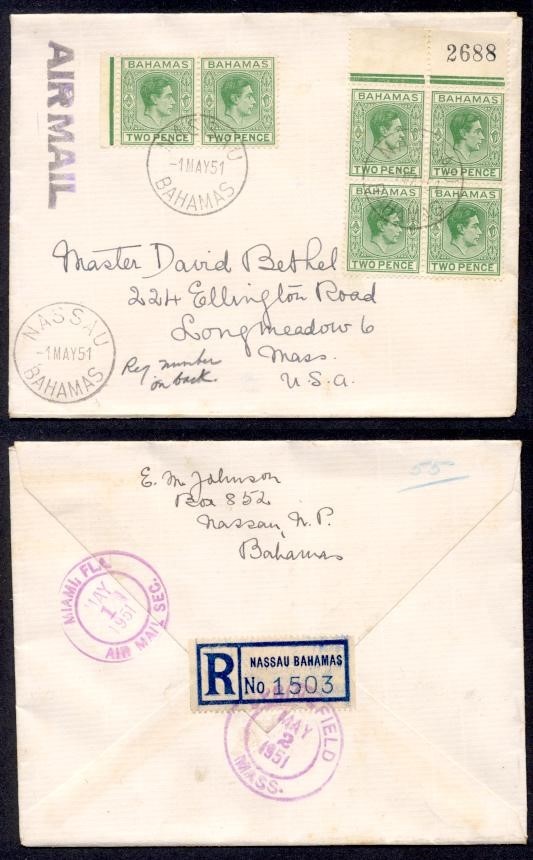 AIR MAIL
BAHAMAS BAHAMAS
TWO PENCE TWO PENCE
2688
BAHAMAS BAHAMAS
TWO PENCE TWO PENCE
BAHAMAS BAHAMAS
TWO PENCE TWO PENCE
NASSAU
-1MAY51
BAHAMAS
Master David Bethel
224 Ellington Road
Longmeadow 6
Mass.
U.S.A.
NASSAU
-1MAY51
BAHAMAS
Reg number
on back.
E. M. Johnson
Box 852
Nassau, N.P.
Bahamas
55
MIAMI, FLA.
MAY
1
1951
AIR MAIL SEC.
R
NASSAU BAHAMAS
No 1503
MAY
2
1951
MASS.